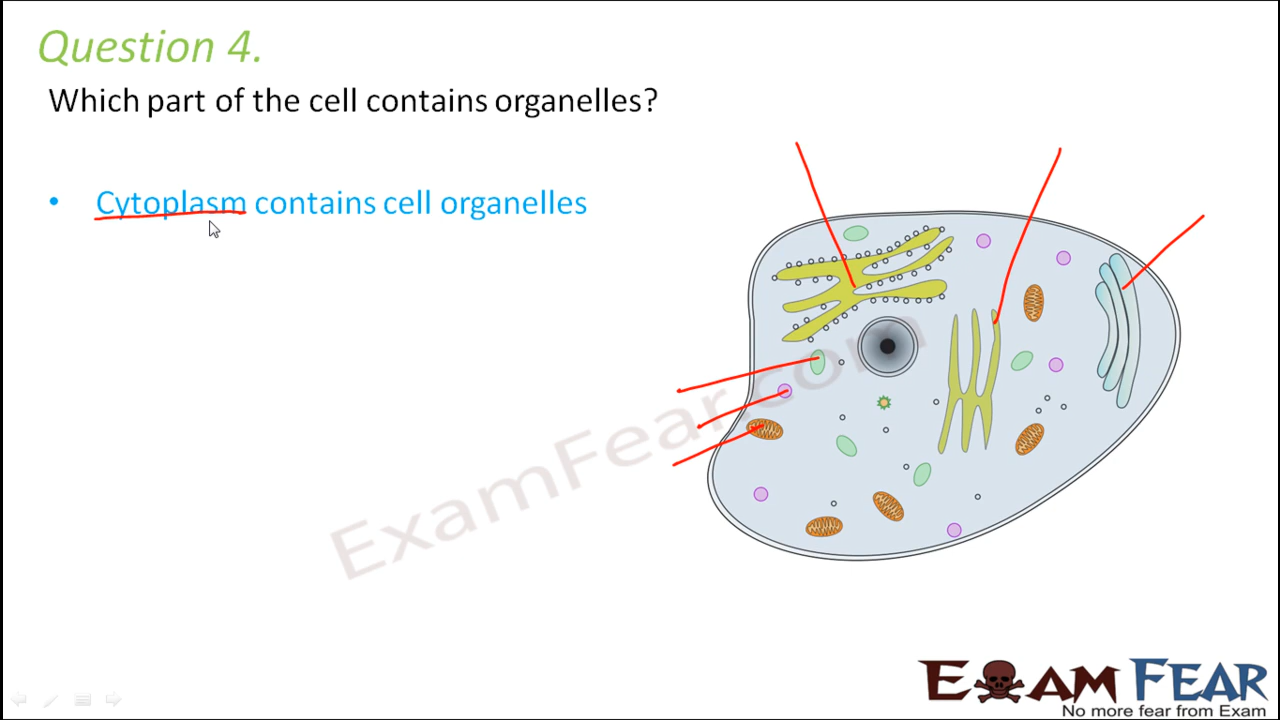 Question 4.
Which part of the cell contains organelles?
• Cytoplasm contains cell organelles
ExamFear.com
EXAM FEAR
No more fear from Exam